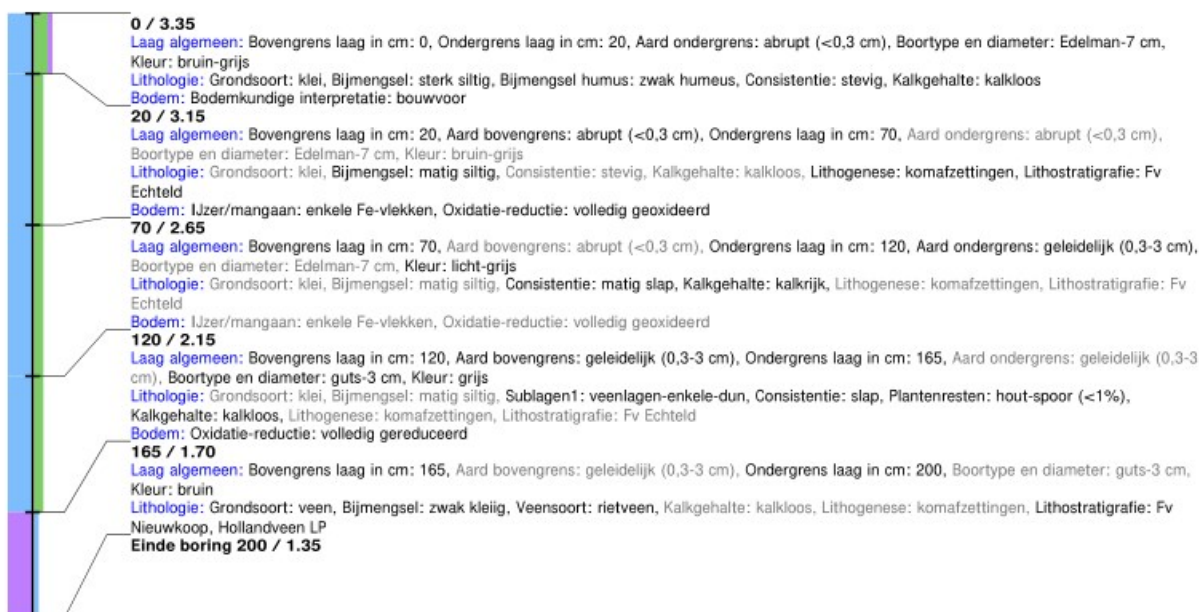 0 / 3.35
Laag algemeen: Bovengrens laag in cm: 0, Ondergrens laag in cm: 20, Aard ondergrens: abrupt (<0,3 cm), Boortype en diameter: Edelman-7 cm,
Kleur: bruin-grijs
Lithologie: Grondsoort: klei, Bijmengsel: sterk siltig, Bijmengsel humus: zwak humeus, Consistentie: stevig, Kalkgehalte: kalkloos
Bodem: Bodemkundige interpretatie: bouwvoor
20 / 3.15
Laag algemeen: Bovengrens laag in cm: 20, Aard bovengrens: abrupt (<0,3 cm), Ondergrens laag in cm: 70, Aard ondergrens: abrupt (<0,3 cm),
Boortype en diameter: Edelman-7 cm, Kleur: bruin-grijs
Lithologie: Grondsoort: klei, Bijmengsel: matig siltig, Consistentie: stevig, Kalkgehalte: kalkloos, Lithogenese: komafzettingen, Lithostratigrafie: Fv
Echteld
Bodem: IJzer/mangaan: enkele Fe-vlekken, Oxidatie-reductie: volledig geoxideerd
70 / 2.65
Laag algemeen: Bovengrens laag in cm: 70, Aard bovengrens: abrupt (<0,3 cm), Ondergrens laag in cm: 120, Aard ondergrens: geleidelijk (0,3-3 cm),
Boortype en diameter: Edelman-7 cm, Kleur: licht-grijs
Lithologie: Grondsoort: klei, Bijmengsel: matig siltig, Consistentie: matig slap, Kalkgehalte: kalkrijk, Lithogenese: komafzettingen, Lithostratigrafie: Fv
Echteld
Bodem: IJzer/mangaan: enkele Fe-vlekken, Oxidatie-reductie: volledig geoxideerd
120 / 2.15
Laag algemeen: Bovengrens laag in cm: 120, Aard bovengrens: geleidelijk (0,3-3 cm), Ondergrens laag in cm: 165, Aard ondergrens: geleidelijk (0,3-3
cm), Boortype en diameter: guts-3 cm, Kleur: grijs
Lithologie: Grondsoort: klei, Bijmengsel: matig siltig, Sublagen1: veenlagen-enkele-dun, Consistentie: slap, Plantenresten: hout-spoor (<1%),
Kalkgehalte: kalkloos, Lithogenese: komafzettingen, Lithostratigrafie: Fv Echteld
Bodem: Oxidatie-reductie: volledig gereduceerd
165 / 1.70
Laag algemeen: Bovengrens laag in cm: 165, Aard bovengrens: geleidelijk (0,3-3 cm), Ondergrens laag in cm: 200, Boortype en diameter: guts-3 cm,
Kleur: bruin
Lithologie: Grondsoort: veen, Bijmengsel: zwak kleiig, Veensoort: rietveen, Kalkgehalte: kalkloos, Lithogenese: komafzettingen, Lithostratigrafie: Fv
Nieuwkoop, Hollandveen LP
Einde boring 200 / 1.35